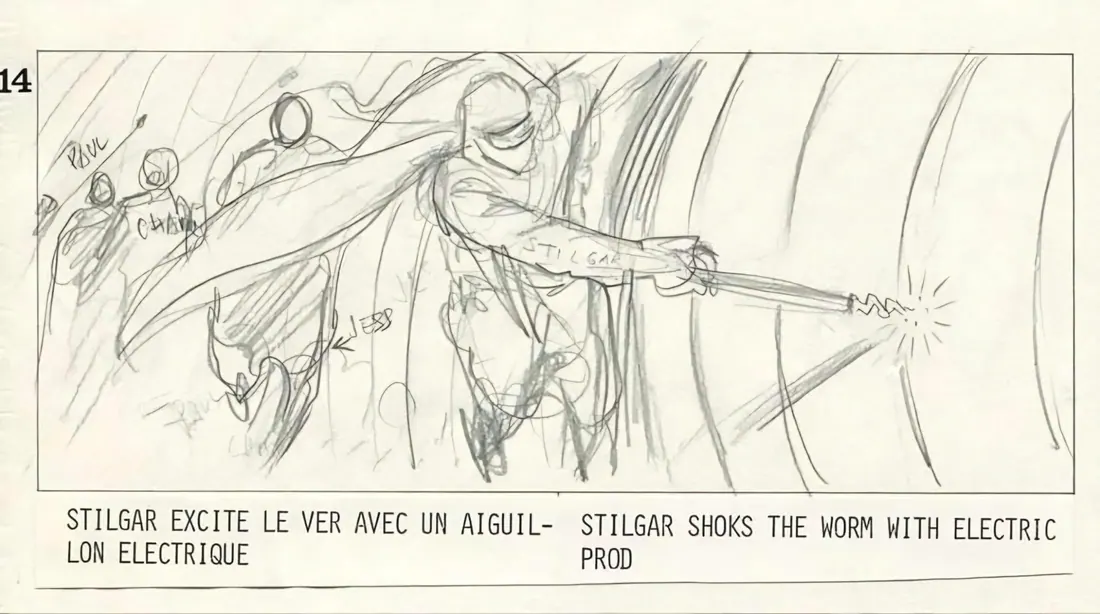 14
PAUL
CHANI
STILGAR
JESS
STILGAR EXCITE LE VER AVEC UN AIGUIL-
LON ELECTRIQUE
STILGAR SHOKS THE WORM WITH ELECTRIC
PROD